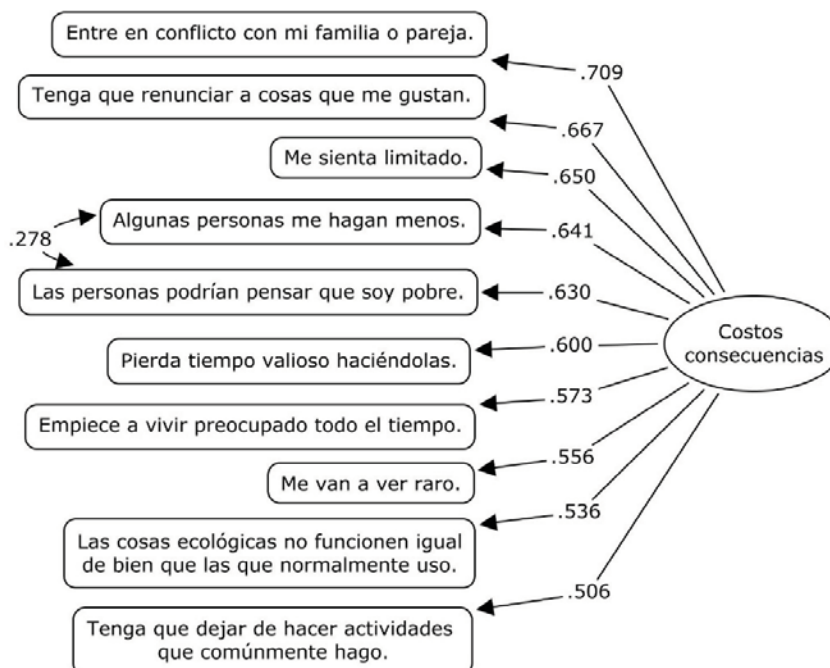 Entre en conflicto con mi familia o pareja.
.709
Tenga que renunciar a cosas que me gustan.
.667
Me sienta limitado.
.650
Algunas personas me hagan menos.
.641
.278
Las personas podrían pensar que soy pobre.
.630
Costos
consecuencias
Pierda tiempo valioso haciéndolas.
.600
Empiece a vivir preocupado todo el tiempo.
.573
Me van a ver raro.
.556
Las cosas ecológicas no funcionen igual
de bien que las que normalmente uso.
.536
Tenga que dejar de hacer actividades
que comúnmente hago.
.506